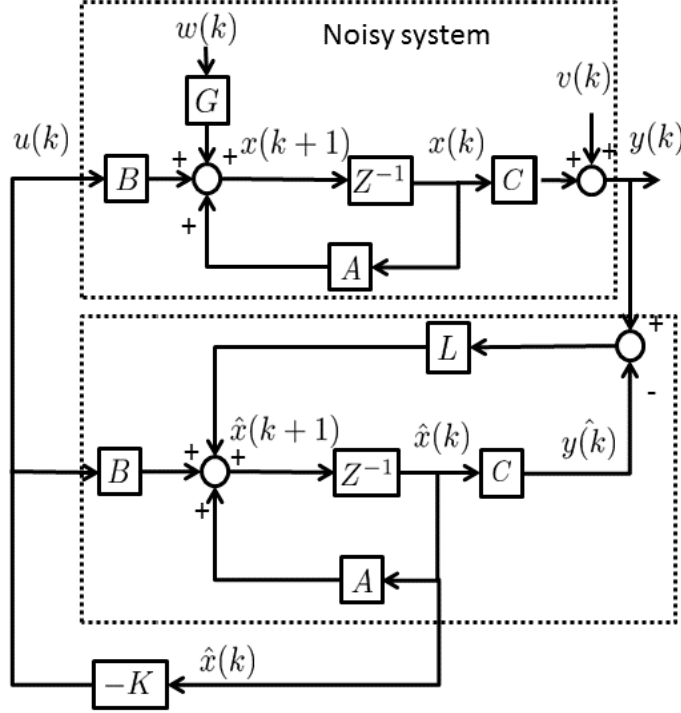 w(k)
Noisy system
G
v(k)
u(k)
x(k+1)
x(k)
y(k)
+
+
+
+
B
Z⁻¹
C
+
A
+
L
-
x̂(k+1)
x̂(k)
y(̂k)
+
+
B
Z⁻¹
C
+
A
x̂(k)
−K